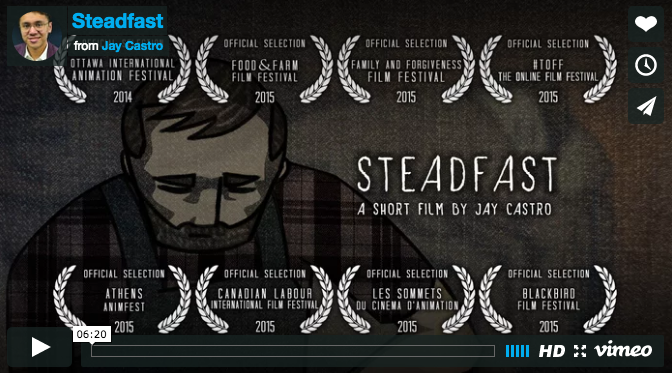 Steadfast
from Jay Castro
OFFICIAL SELECTION
OTTAWA INTERNATIONAL
ANIMATION FESTIVAL
2014
OFFICIAL SELECTION
FOOD & FARM
FILM FESTIVAL
2015
OFFICIAL SELECTION
FAMILY AND FORGIVENESS
FILM FESTIVAL
2015
OFFICIAL SELECTION
#TOFF
THE ONLINE FILM FESTIVAL
2015
STEADFAST
A SHORT FILM BY JAY CASTRO
OFFICIAL SELECTION
ATHENS
ANIMFEST
2015
OFFICIAL SELECTION
CANADIAN LABOUR
INTERNATIONAL FILM FESTIVAL
2015
OFFICIAL SELECTION
LES SOMMETS
DU CINEMA D'ANIMATION
2015
OFFICIAL SELECTION
BLACKBIRD
FILM FESTIVAL
2015
06:20
HD
vimeo